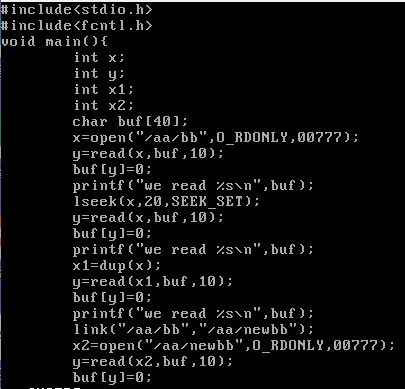 #include<stdio.h>
#include<fcntl.h>
void main(){
int x;
int y;
int x1;
int x2;
char buf[40];
x=open("/aa/bb",O_RDONLY,00777);
y=read(x,buf,10);
buf[y]=0;
printf("we read %s\n",buf);
lseek(x,20,SEEK_SET);
y=read(x,buf,10);
buf[y]=0;
printf("we read %s\n",buf);
x1=dup(x);
y=read(x1,buf,10);
buf[y]=0;
printf("we read %s\n",buf);
link("/aa/bb","/aa/newbb");
x2=open("/aa/newbb",O_RDONLY,00777);
y=read(x2,buf,10);
buf[y]=0;